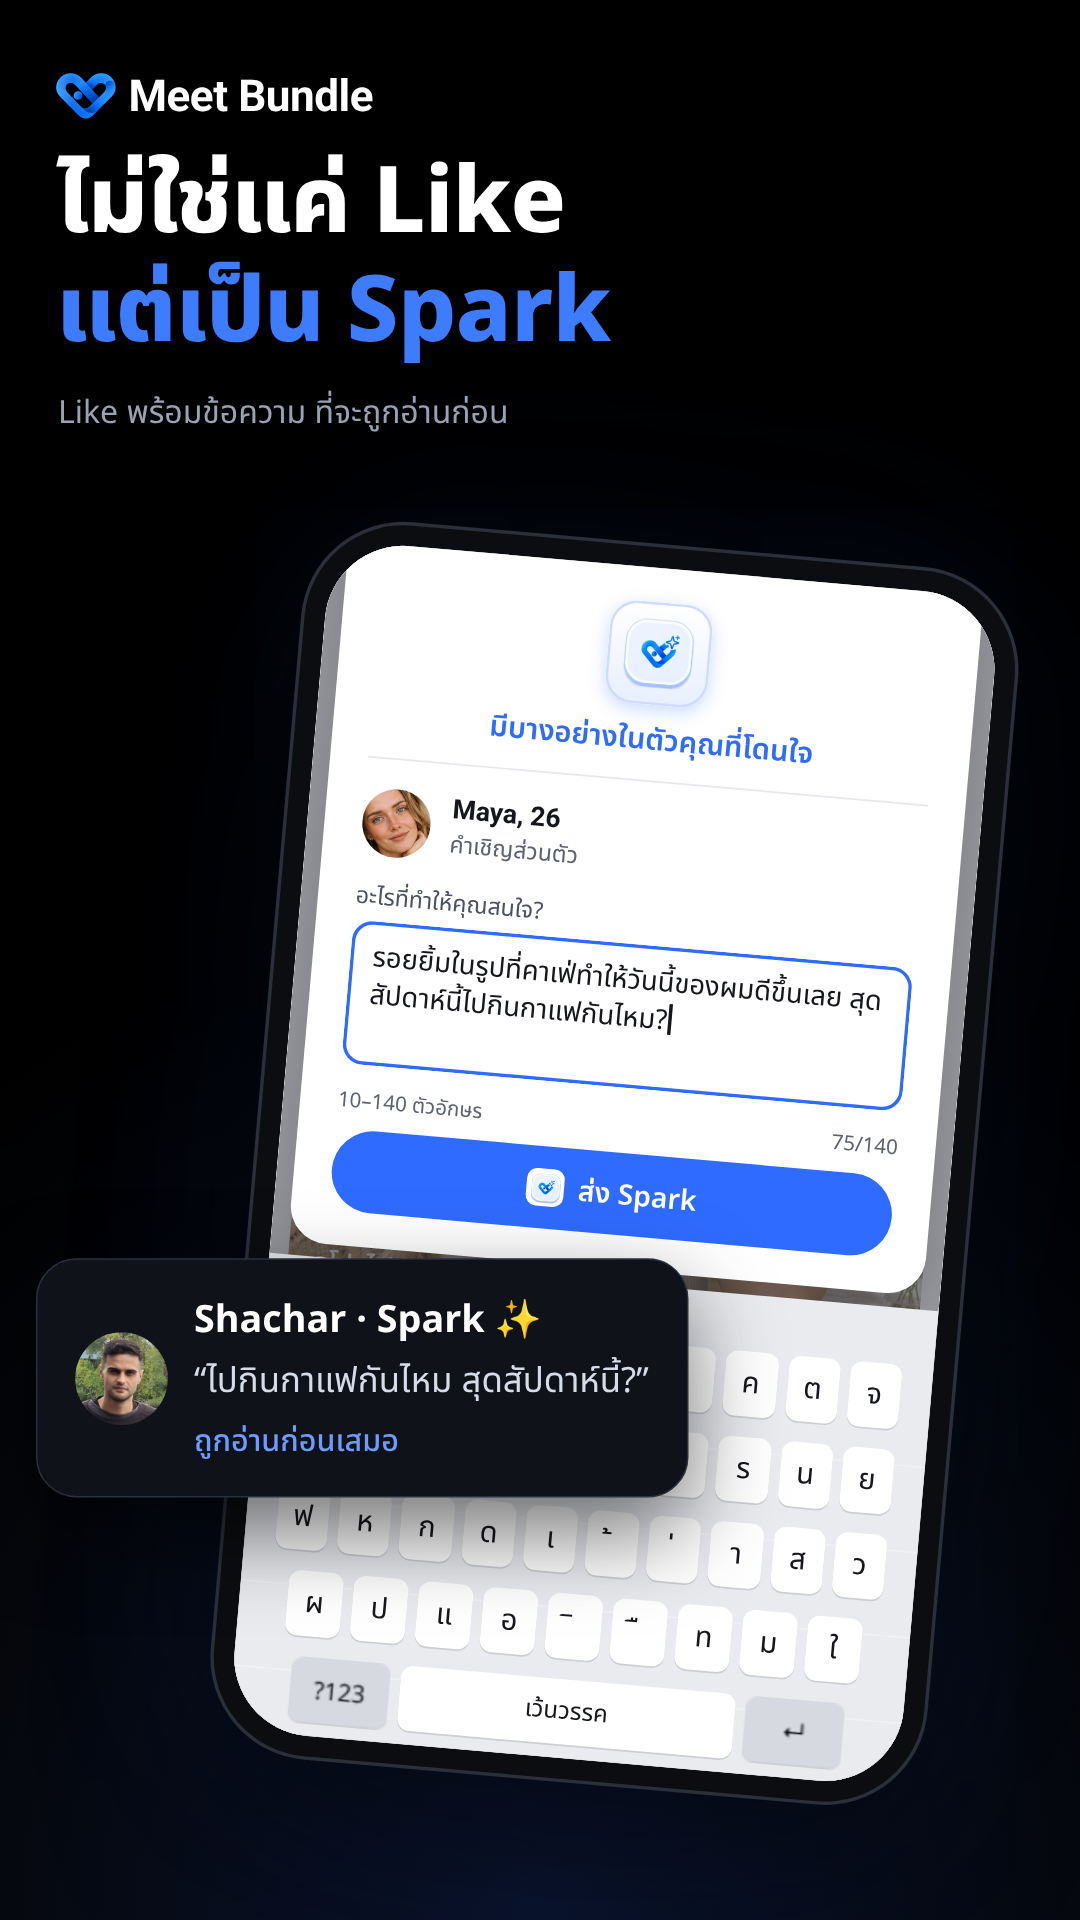 Meet Bundle
ไม่ใช่แค่ Like
แต่เป็น Spark
Like พร้อมข้อความ ที่จะถูกอ่านก่อน
มีบางอย่างในตัวคุณที่โดนใจ
Maya, 26
คำเชิญส่วนตัว
อะไรที่ทำให้คุณสนใจ?
รอยยิ้มในรูปที่คาเฟ่ทำให้วันนี้ของผมดีขึ้นเลย สุด
สัปดาห์นี้ไปกินกาแฟกันไหม?
10–140 ตัวอักษร
75/140
ส่ง Spark
Shachar · Spark ✨
“ไปกินกาแฟกันไหม สุดสัปดาห์นี้?”
ถูกอ่านก่อนเสมอ
ค ต จ
ร น ย
ฟ ห ก ด เ ้ ่ า ส ว
ผ ป แ อ ิ ื ท ม ใ
?123 เว้นวรรค ↵